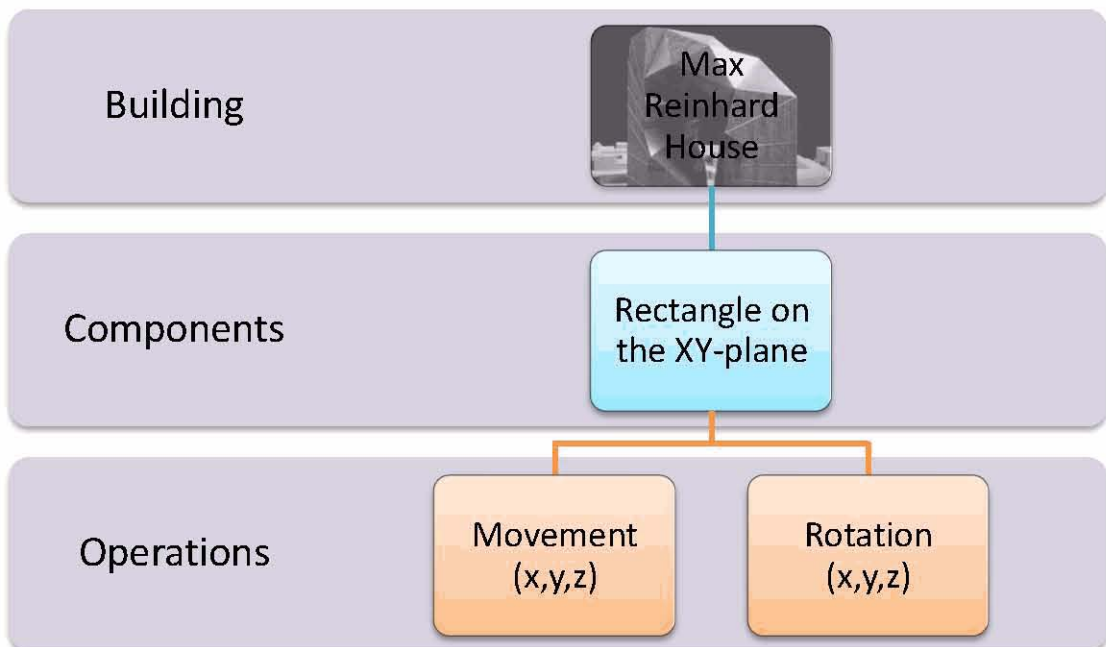 Building
Max
Reinhard
House
Components
Rectangle on
the XY-plane
Operations
Movement
(x,y,z)
Rotation
(x,y,z)